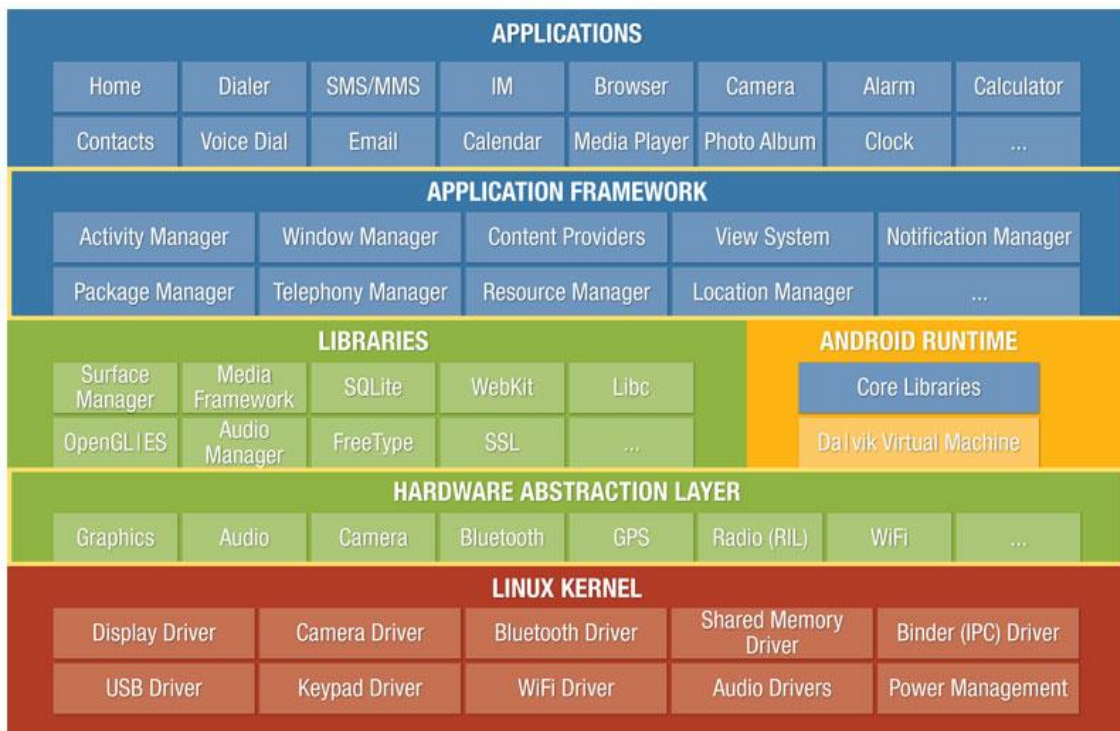 APPLICATIONS
Home Dialer SMS/MMS IM Browser Camera Alarm Calculator
Contacts Voice Dial Email Calendar Media Player Photo Album Clock ...
APPLICATION FRAMEWORK
Activity Manager Window Manager Content Providers View System Notification Manager
Package Manager Telephony Manager Resource Manager Location Manager ...
LIBRARIES
Surface Manager Media Framework SQLite WebKit Libc
OpenGL|ES Audio Manager FreeType SSL ...
ANDROID RUNTIME
Core Libraries
Dalvik Virtual Machine
HARDWARE ABSTRACTION LAYER
Graphics Audio Camera Bluetooth GPS Radio (RIL) WiFi ...
LINUX KERNEL
Display Driver Camera Driver Bluetooth Driver Shared Memory Driver Binder (IPC) Driver
USB Driver Keypad Driver WiFi Driver Audio Drivers Power Management